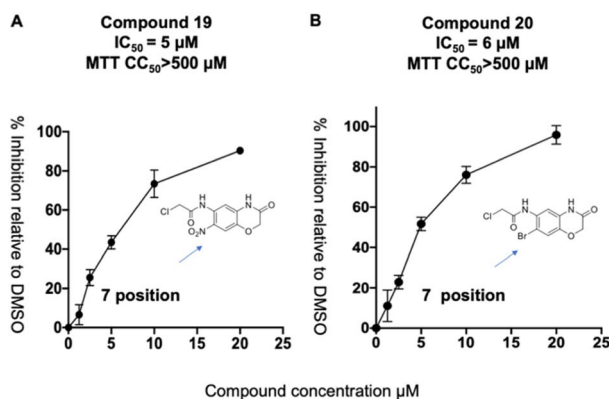 A
Compound 19
IC50 = 5 μM
MTT CC50>500 μM
% Inhibition relative to DMSO
100
80
60
40
20
0
0 5 10 15 20 25
Cl
O
H
N
H
N
O
NO2
O
7 position
B
Compound 20
IC50 = 6 μM
MTT CC50>500 μM
% Inhibition relative to DMSO
100
80
60
40
20
0
0 5 10 15 20 25
Cl
O
H
N
H
N
O
Br
O
7 position
Compound concentration μM